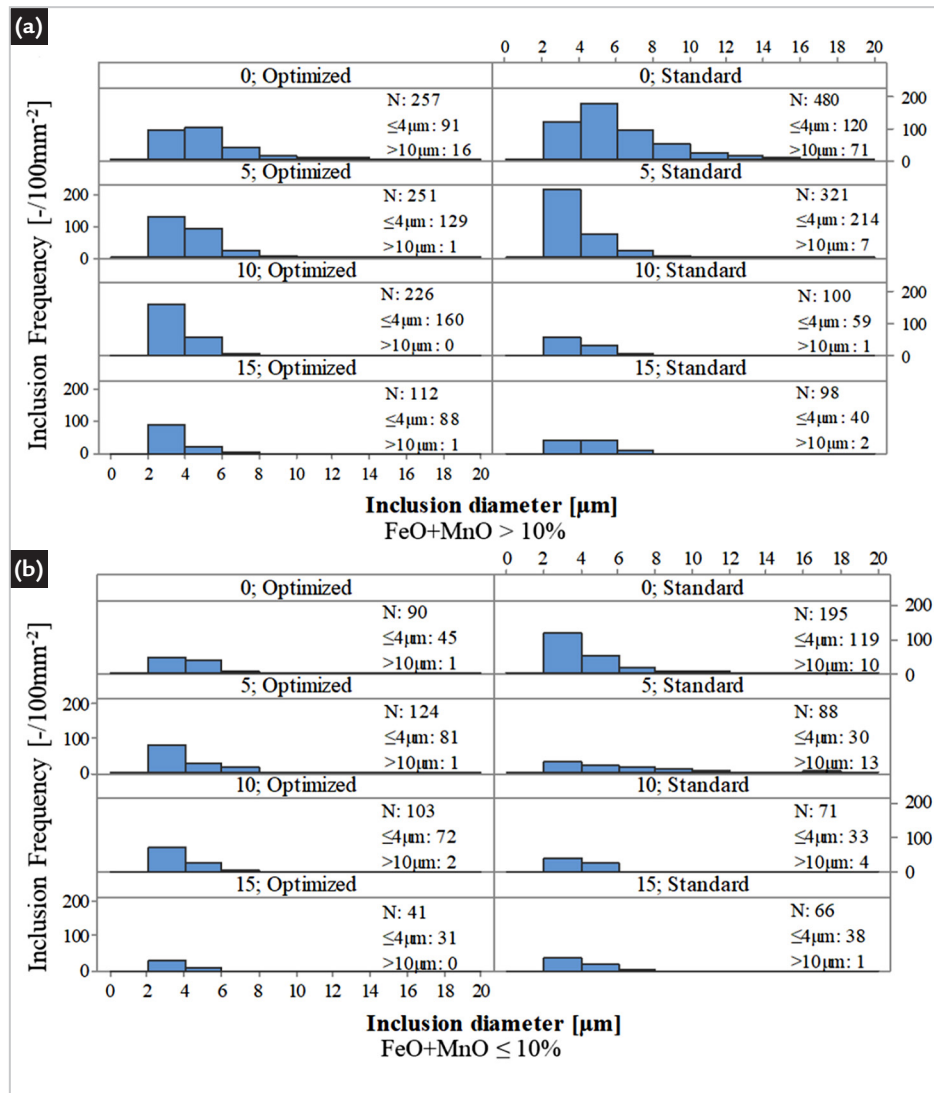 (a)
0 2 4 6 8 10 12 14 16 18 20
0; Optimized 0; Standard
N: 257
≤4μm: 91
>10μm: 16
N: 480
≤4μm: 120
>10μm: 71
200
100
0
5; Optimized 5; Standard
200
100
0
N: 251
≤4μm: 129
>10μm: 1
N: 321
≤4μm: 214
>10μm: 7
10; Optimized 10; Standard
N: 226
≤4μm: 160
>10μm: 0
N: 100
≤4μm: 59
>10μm: 1
200
100
0
15; Optimized 15; Standard
200
100
0
N: 112
≤4μm: 88
>10μm: 1
N: 98
≤4μm: 40
>10μm: 2
0 2 4 6 8 10 12 14 16 18 20
Inclusion Frequency [-/100mm⁻²]
Inclusion diameter [μm]
FeO+MnO > 10%
(b)
0 2 4 6 8 10 12 14 16 18 20
0; Optimized 0; Standard
N: 90
≤4μm: 45
>10μm: 1
N: 195
≤4μm: 119
>10μm: 10
200
100
0
5; Optimized 5; Standard
200
100
0
N: 124
≤4μm: 81
>10μm: 1
N: 88
≤4μm: 30
>10μm: 13
10; Optimized 10; Standard
N: 103
≤4μm: 72
>10μm: 2
N: 71
≤4μm: 33
>10μm: 4
200
100
0
15; Optimized 15; Standard
200
100
0
N: 41
≤4μm: 31
>10μm: 0
N: 66
≤4μm: 38
>10μm: 1
0 2 4 6 8 10 12 14 16 18 20
Inclusion Frequency [-/100mm⁻²]
Inclusion diameter [μm]
FeO+MnO ≤ 10%